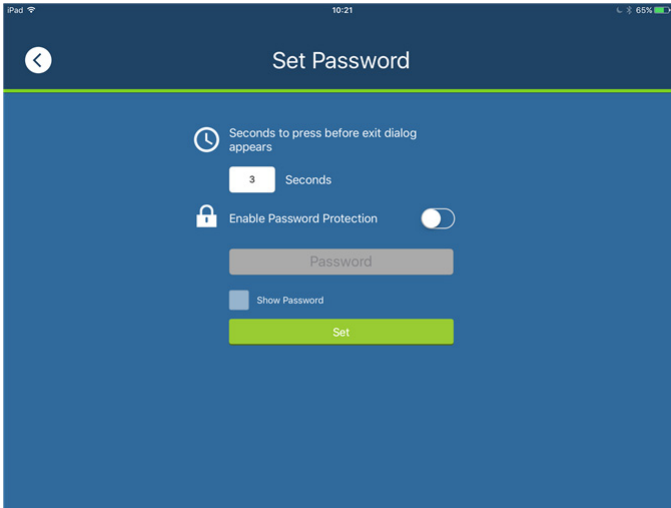 iPad 10:21 65%
Set Password
Seconds to press before exit dialog
appears
3 Seconds
Enable Password Protection
Password
Show Password
Set